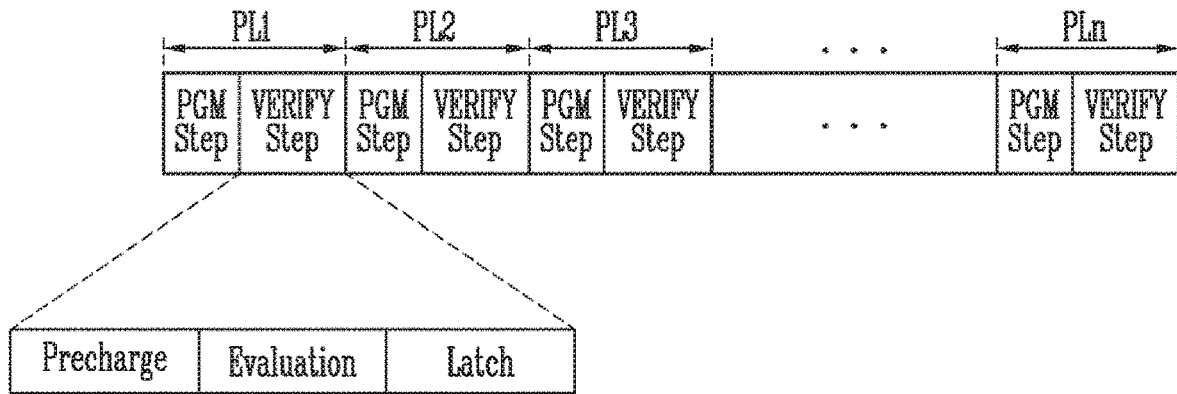 PL1 PL2 PL3 . . . PLn
PGM Step VERIFY Step PGM Step VERIFY Step PGM Step VERIFY Step . . . PGM Step VERIFY Step
Precharge Evaluation Latch